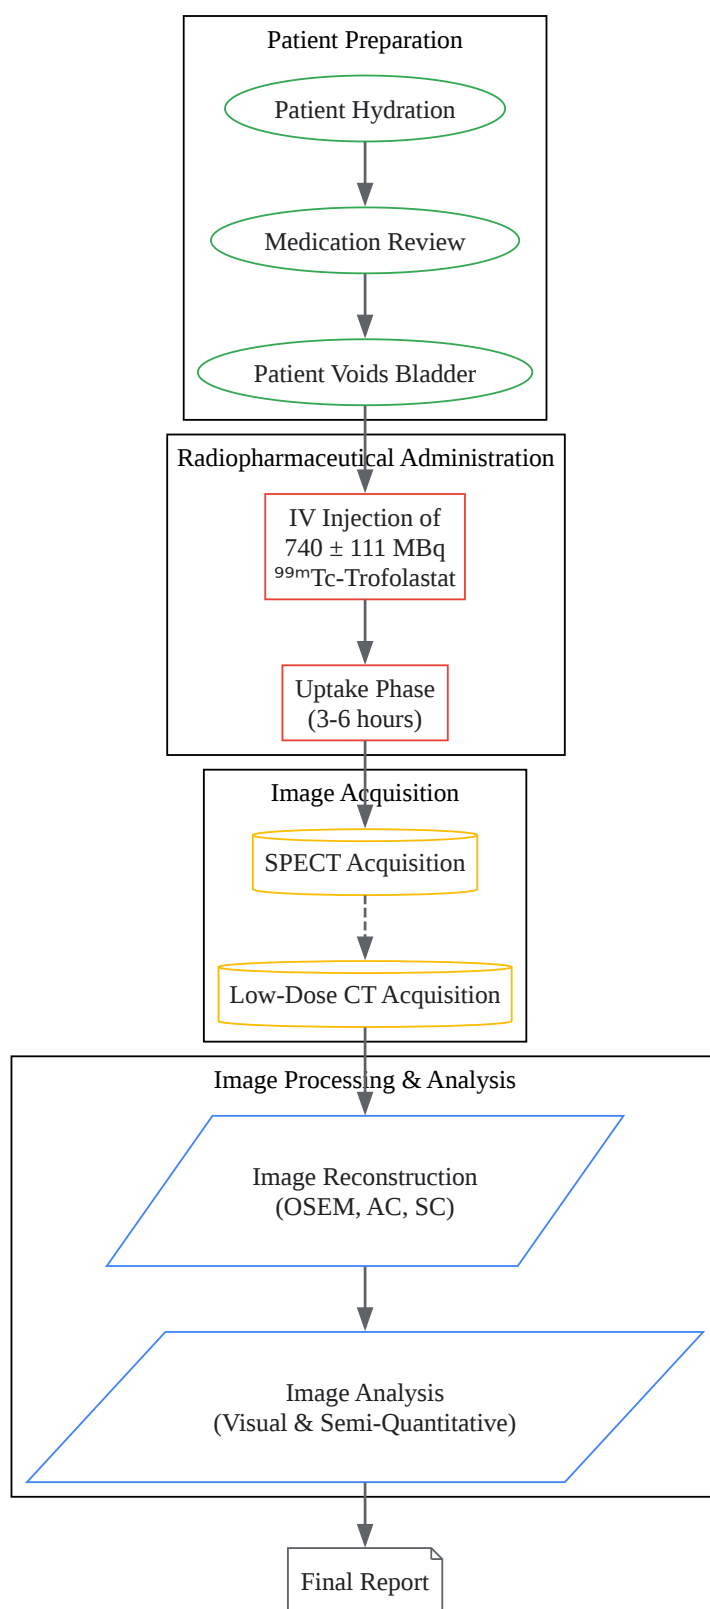 Patient Preparation
Patient Hydration
Medication Review
Patient Voids Bladder
Radiopharmaceutical Administration
IV Injection of
740 ± 111 MBq
⁹⁹ᵐTc-Trofolastat
Uptake Phase
(3-6 hours)
Image Acquisition
SPECT Acquisition
Low-Dose CT Acquisition
Image Processing & Analysis
Image Reconstruction
(OSEM, AC, SC)
Image Analysis
(Visual & Semi-Quantitative)
Final Report